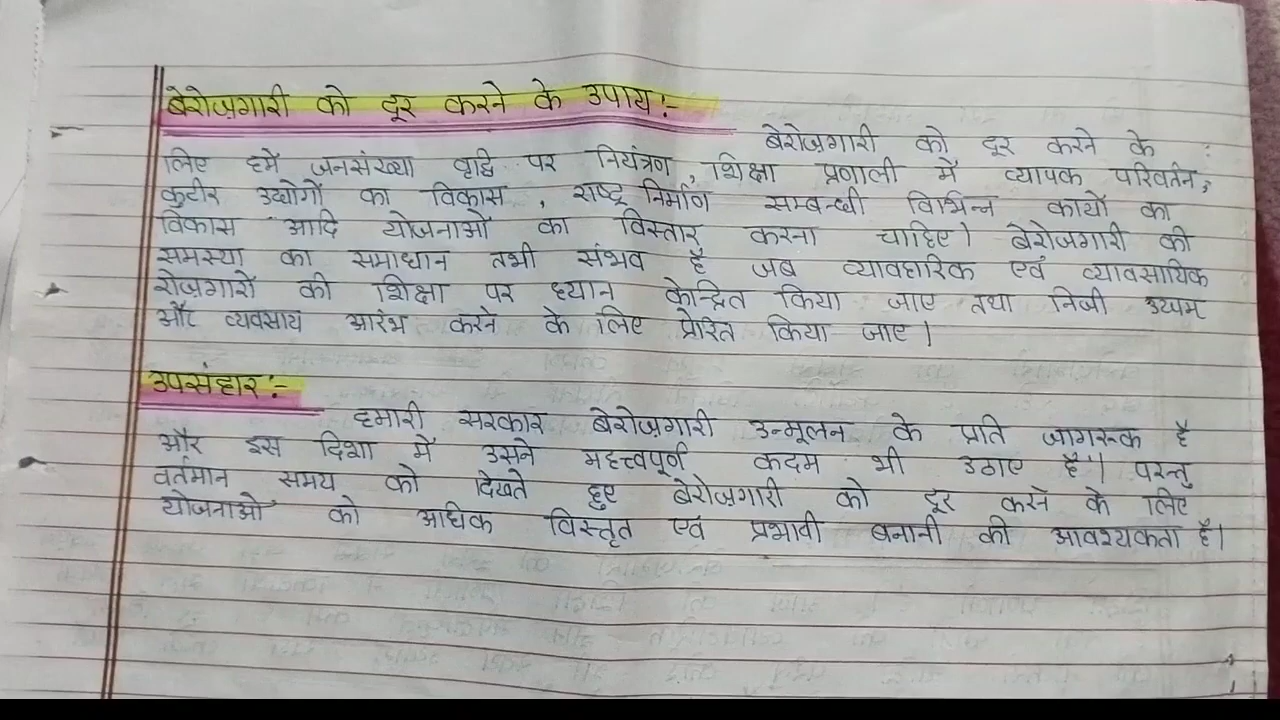 बेरोज़गारी को दूर करने के उपाय:-
बेरोज़गारी को दूर करने के
लिए हमें जनसंख्या वृद्धि पर नियंत्रण, शिक्षा प्रणाली में व्यापक परिवर्तन,
कुटीर उद्योगों का विकास, राष्ट्र निर्माण सम्बन्धी विभिन्न कार्यों का
विकास आदि योजनाओं का विस्तार करना चाहिए। बेरोज़गारी की
समस्या का समाधान तभी संभव है जब व्यावहारिक एवं व्यावसायिक
रोज़गारों की शिक्षा पर ध्यान केन्द्रित किया जाए तथा निजी उद्यम
और व्यवसाय आरंभ करने के लिए प्रेरित किया जाए।
उपसंहार:-
हमारी सरकार बेरोज़गारी उन्मूलन के प्रति जागरूक है
और इस दिशा में उसने महत्त्वपूर्ण कदम भी उठाए हैं। परन्तु
वर्तमान समय को देखते हुए बेरोज़गारी को दूर करने के लिए
योजनाओं को अधिक विस्तृत एवं प्रभावी बनानी की आवश्यकता है।